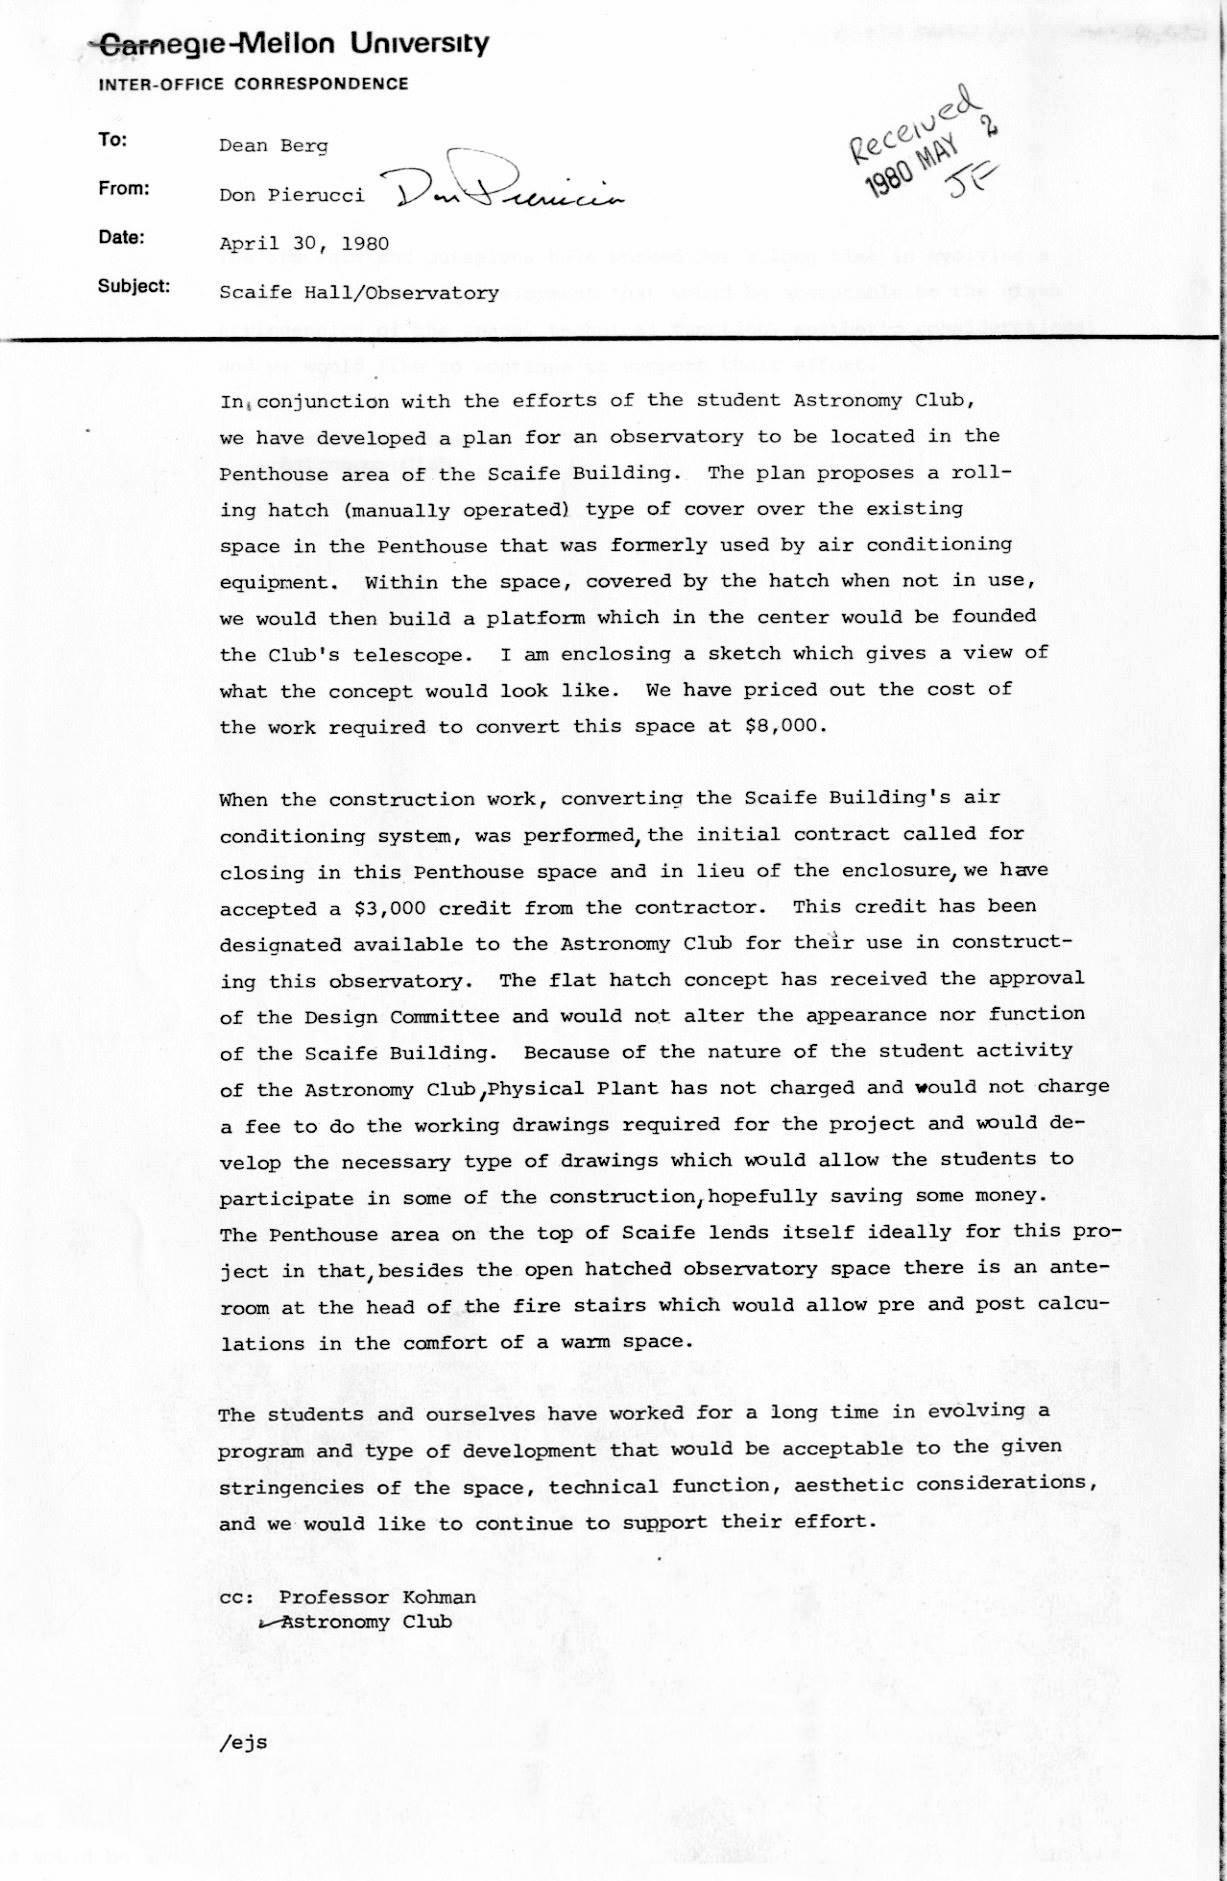 Carnegie-Mellon University
INTER-OFFICE CORRESPONDENCE
Received
1980 MAY 2
JF
To: Dean Berg
From: Don Pierucci Don Pierucci
Date: April 30, 1980
Subject: Scaife Hall/Observatory
In conjunction with the efforts of the student Astronomy Club,
we have developed a plan for an observatory to be located in the
Penthouse area of the Scaife Building. The plan proposes a roll-
ing hatch (manually operated) type of cover over the existing
space in the Penthouse that was formerly used by air conditioning
equipment. Within the space, covered by the hatch when not in use,
we would then build a platform which in the center would be founded
the Club's telescope. I am enclosing a sketch which gives a view of
what the concept would look like. We have priced out the cost of
the work required to convert this space at $8,000.
When the construction work, converting the Scaife Building's air
conditioning system, was performed, the initial contract called for
closing in this Penthouse space and in lieu of the enclosure, we have
accepted a $3,000 credit from the contractor. This credit has been
designated available to the Astronomy Club for their use in construct-
ing this observatory. The flat hatch concept has received the approval
of the Design Committee and would not alter the appearance nor function
of the Scaife Building. Because of the nature of the student activity
of the Astronomy Club, Physical Plant has not charged and would not charge
a fee to do the working drawings required for the project and would de-
velop the necessary type of drawings which would allow the students to
participate in some of the construction, hopefully saving some money.
The Penthouse area on the top of Scaife lends itself ideally for this pro-
ject in that, besides the open hatched observatory space there is an ante-
room at the head of the fire stairs which would allow pre and post calcu-
lations in the comfort of a warm space.
The students and ourselves have worked for a long time in evolving a
program and type of development that would be acceptable to the given
stringencies of the space, technical function, aesthetic considerations,
and we would like to continue to support their effort.
cc: Professor Kohman
Astronomy Club
/ejs